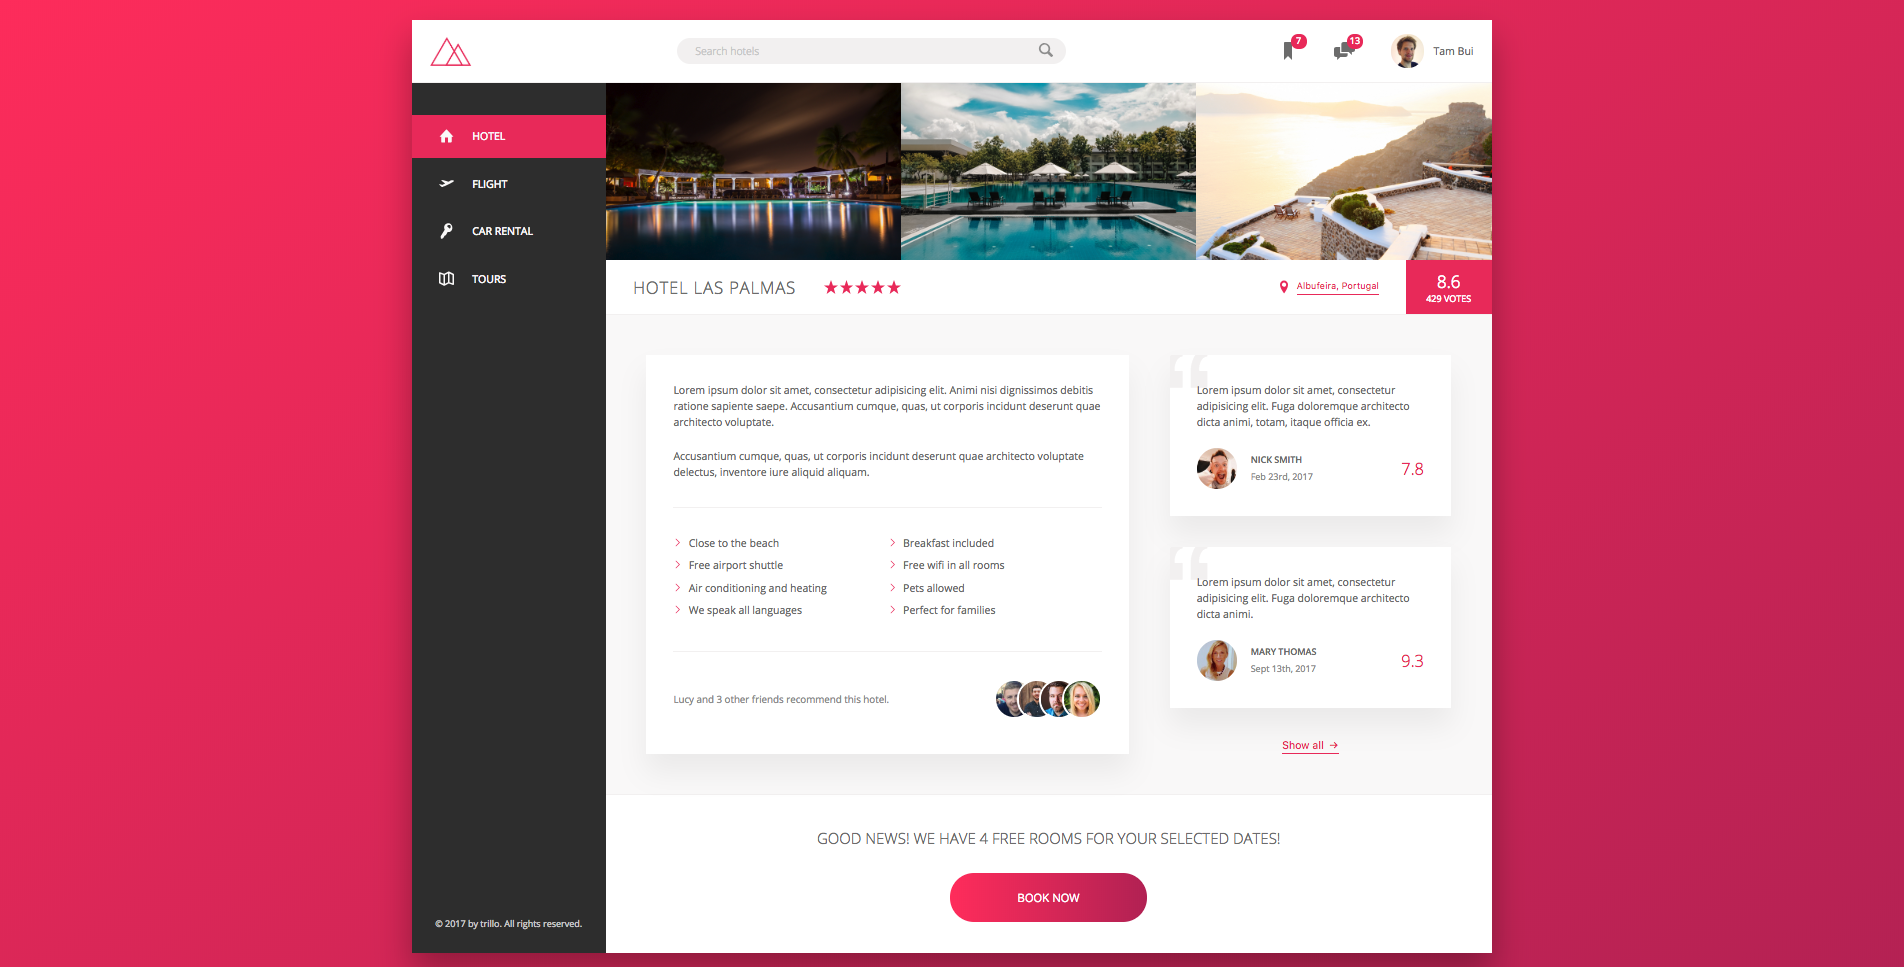 Search hotels
7
13
Tam Bui
HOTEL
FLIGHT
CAR RENTAL
TOURS
© 2017 by trillo. All rights reserved.
HOTEL LAS PALMAS
Albufeira, Portugal
8.6
429 VOTES
Lorem ipsum dolor sit amet, consectetur adipisicing elit. Animi nisi dignissimos debitis
ratione sapiente saepe. Accusantium cumque, quas, ut corporis incidunt deserunt quae
architecto voluptate.
Accusantium cumque, quas, ut corporis incidunt deserunt quae architecto voluptate
delectus, inventore iure aliquid aliquam.
Close to the beach
Free airport shuttle
Air conditioning and heating
We speak all languages
Breakfast included
Free wifi in all rooms
Pets allowed
Perfect for families
Lucy and 3 other friends recommend this hotel.
“
Lorem ipsum dolor sit amet, consectetur
adipisicing elit. Fuga doloremque architecto
dicta animi, totam, itaque officia ex.
NICK SMITH
Feb 23rd, 2017
7.8
“
Lorem ipsum dolor sit amet, consectetur
adipisicing elit. Fuga doloremque architecto
dicta animi.
MARY THOMAS
Sept 13th, 2017
9.3
Show all →
GOOD NEWS! WE HAVE 4 FREE ROOMS FOR YOUR SELECTED DATES!
BOOK NOW